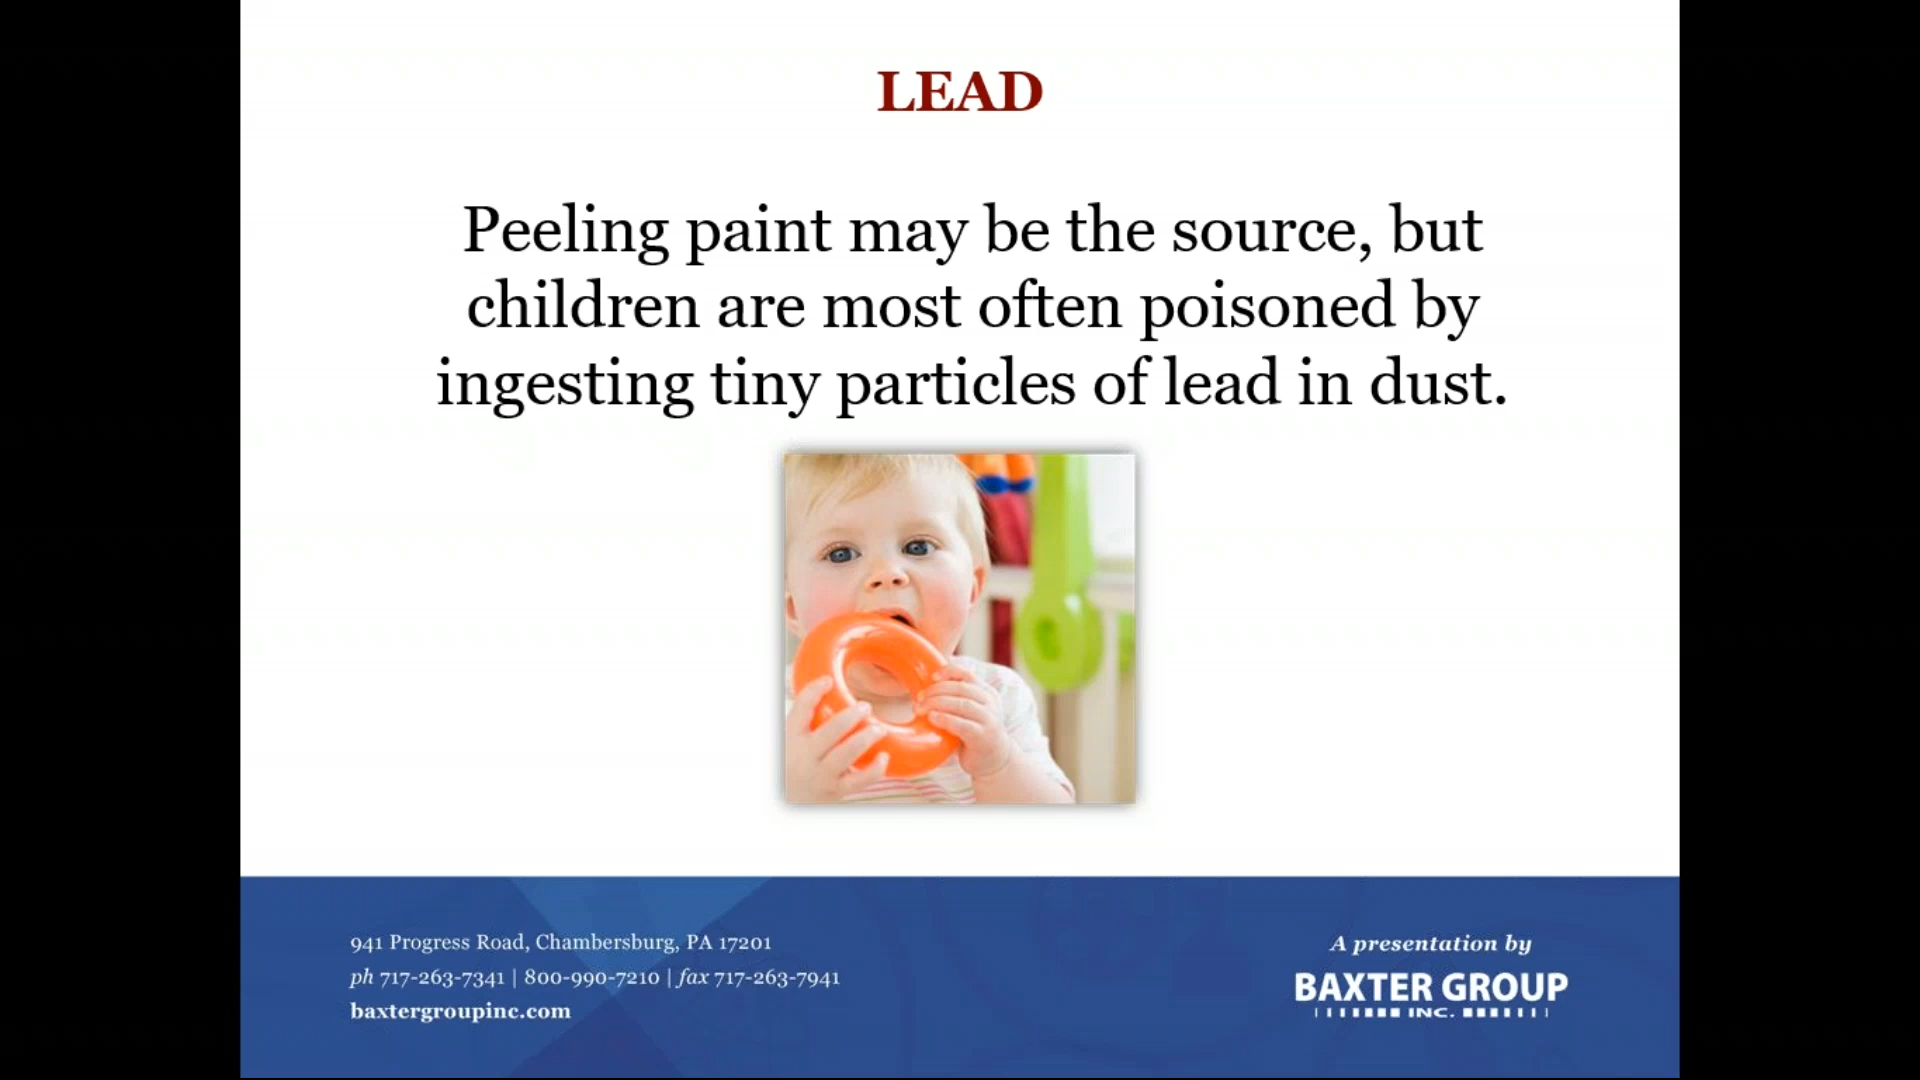 LEAD
Peeling paint may be the source, but
children are most often poisoned by
ingesting tiny particles of lead in dust.
941 Progress Road, Chambersburg, PA 17201
ph 717-263-7341 | 800-990-7210 | fax 717-263-7941
baxtergroupinc.com
A presentation by
BAXTER GROUP
INC.